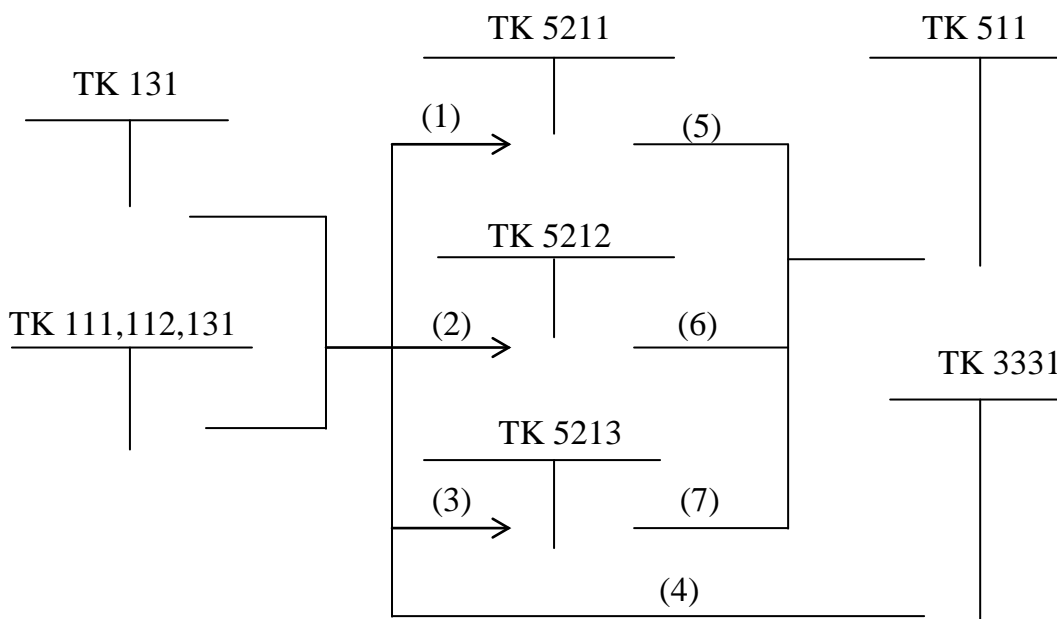 TK 5211
TK 511
TK 131
(1)
(5)
TK 5212
TK 111,112,131
(2)
(6)
TK 3331
TK 5213
(3)
(7)
(4)